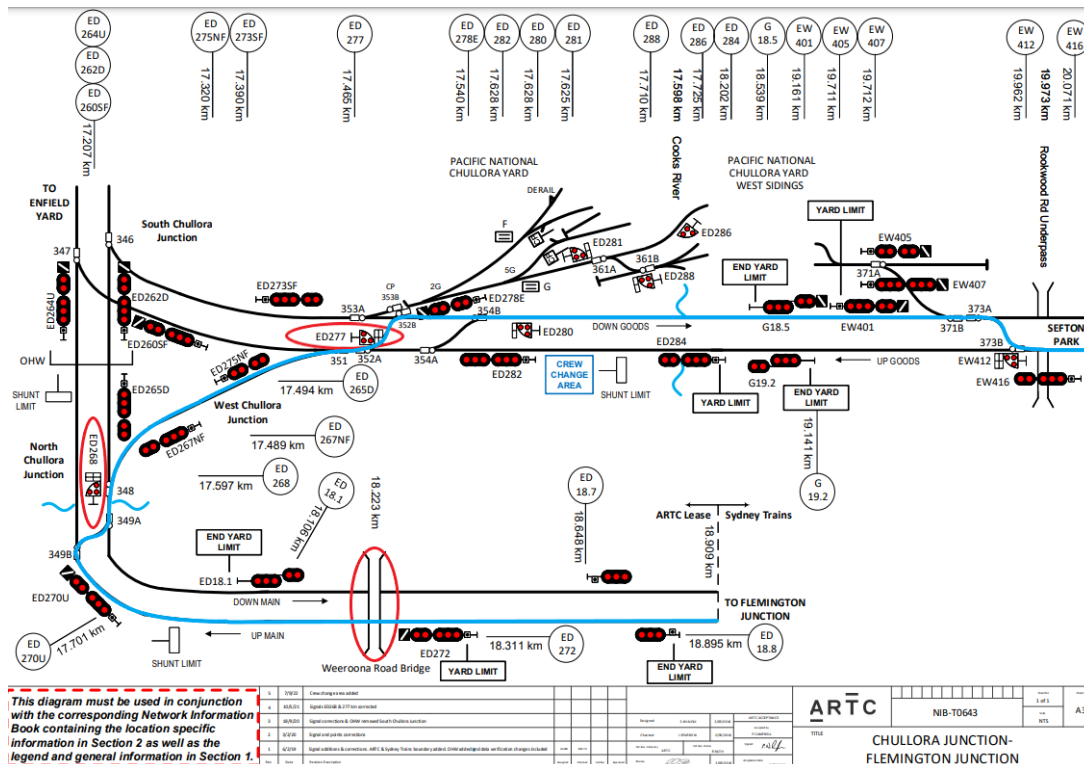 ED
264U
ED
262D
ED
260SF
17.207 km
ED
275NF
17.320 km
ED
273SF
17.390 km
ED
277
17.465 km
ED
278E
17.540 km
ED
282
17.628 km
ED
280
17.628 km
ED
281
17.625 km
ED
288
17.710 km
17.598 km
Cooks River
ED
286
17.725 km
ED
284
18.202 km
G
18.5
18.539 km
EW
401
19.161 km
EW
405
19.711 km
EW
407
19.712 km
EW
412
19.962 km
19.973 km
Rookwood Rd Underpass
EW
416
20.071 km
TO
ENFIELD
YARD
South Chullora
Junction
PACIFIC NATIONAL
CHULLORA YARD
PACIFIC NATIONAL
CHULLORA YARD
WEST SIDINGS
DERAIL
YARD LIMIT
F
347
346
ED281
ED286
361A
361B
ED288
EW405
371A
EW407
ED264U
ED262D
ED273SF
CP
353B
353A
2G
5G
G
ED278E
END YARD
LIMIT
ED260SF
ED277
352B
354B
ED280
DOWN GOODS
G18.5
EW401
371B
373A
373B
SEFTON
PARK
OHW
351
352A
354A
ED282
ED284
UP GOODS
EW412
ED275NF
17.494 km
ED
265D
CREW
CHANGE
AREA
SHUNT LIMIT
YARD LIMIT
G19.2
END YARD
LIMIT
EW416
SHUNT
LIMIT
ED265D
West Chullora
Junction
ED267NF
17.489 km
ED
267NF
19.141 km
G
19.2
North
Chullora
Junction
ED268
348
17.597 km
ED
268
ED
18.1
18.106 km
18.223 km
ED
18.7
18.648 km
ARTC Lease
Sydney Trains
18.909 km
349A
349B
END YARD
LIMIT
ED18.1
DOWN MAIN
TO FLEMINGTON
JUNCTION
ED270U
17.701 km
ED
270U
SHUNT LIMIT
UP MAIN
Weeroona Road Bridge
ED272
YARD LIMIT
18.311 km
ED
272
END YARD
LIMIT
18.895 km
ED
18.8
This diagram must be used in conjunction
with the corresponding Network Information
Book containing the location specific
information in Section 2 as well as the
legend and general information in Section 1.
5 7/9/22 Crew change area added
ARTC
NIB-T0643
1 of 1
NTS
A3
TITLE
CHULLORA JUNCTION-
FLEMINGTON JUNCTION